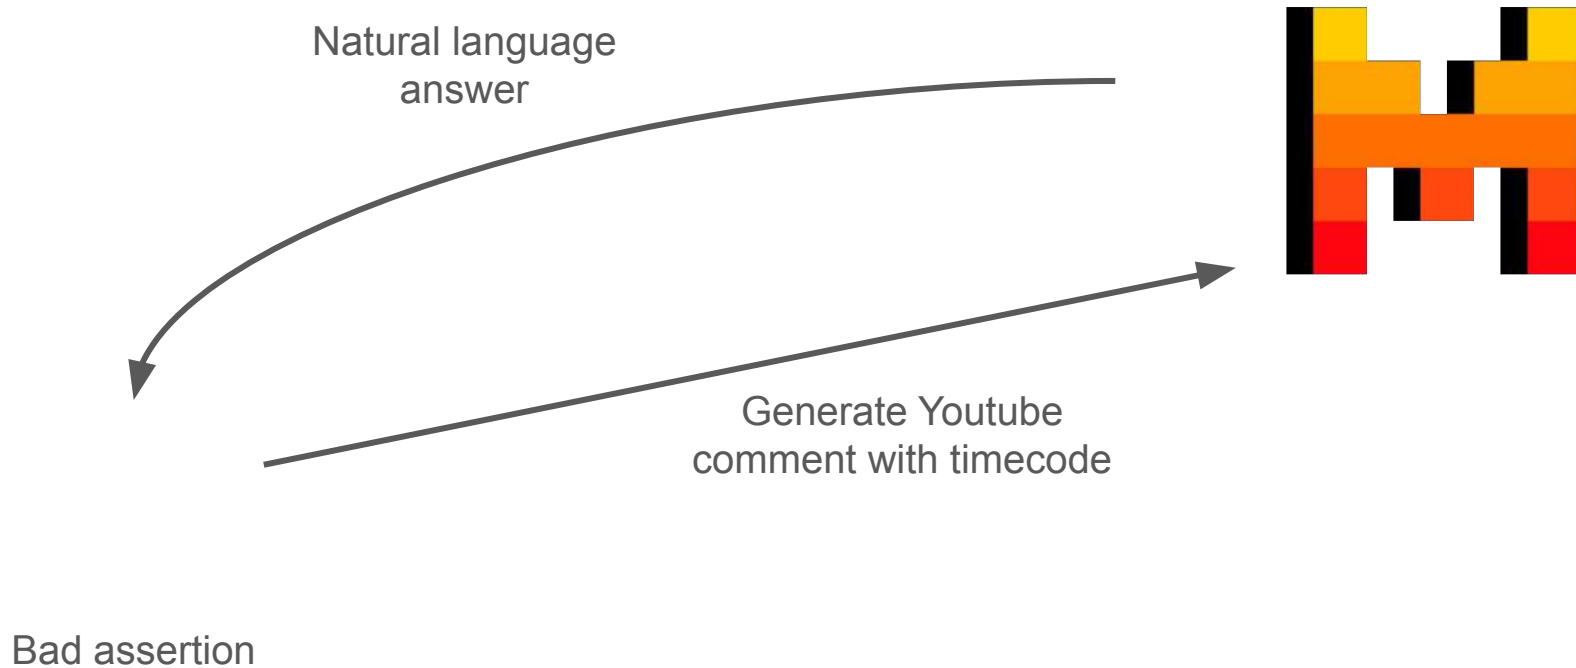 Natural language
answer
Generate Youtube
comment with timecode
Bad assertion